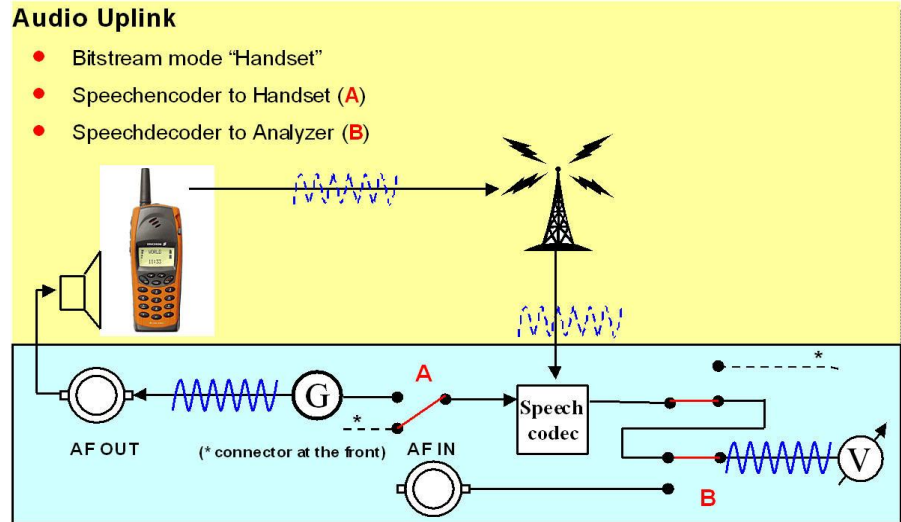 Audio Uplink
Bitstream mode “Handset”
Speechencoder to Handset (A)
Speechdecoder to Analyzer (B)
A
*
G
Speech
codec
*
AF OUT
(* connector at the front)
AF IN
V
B